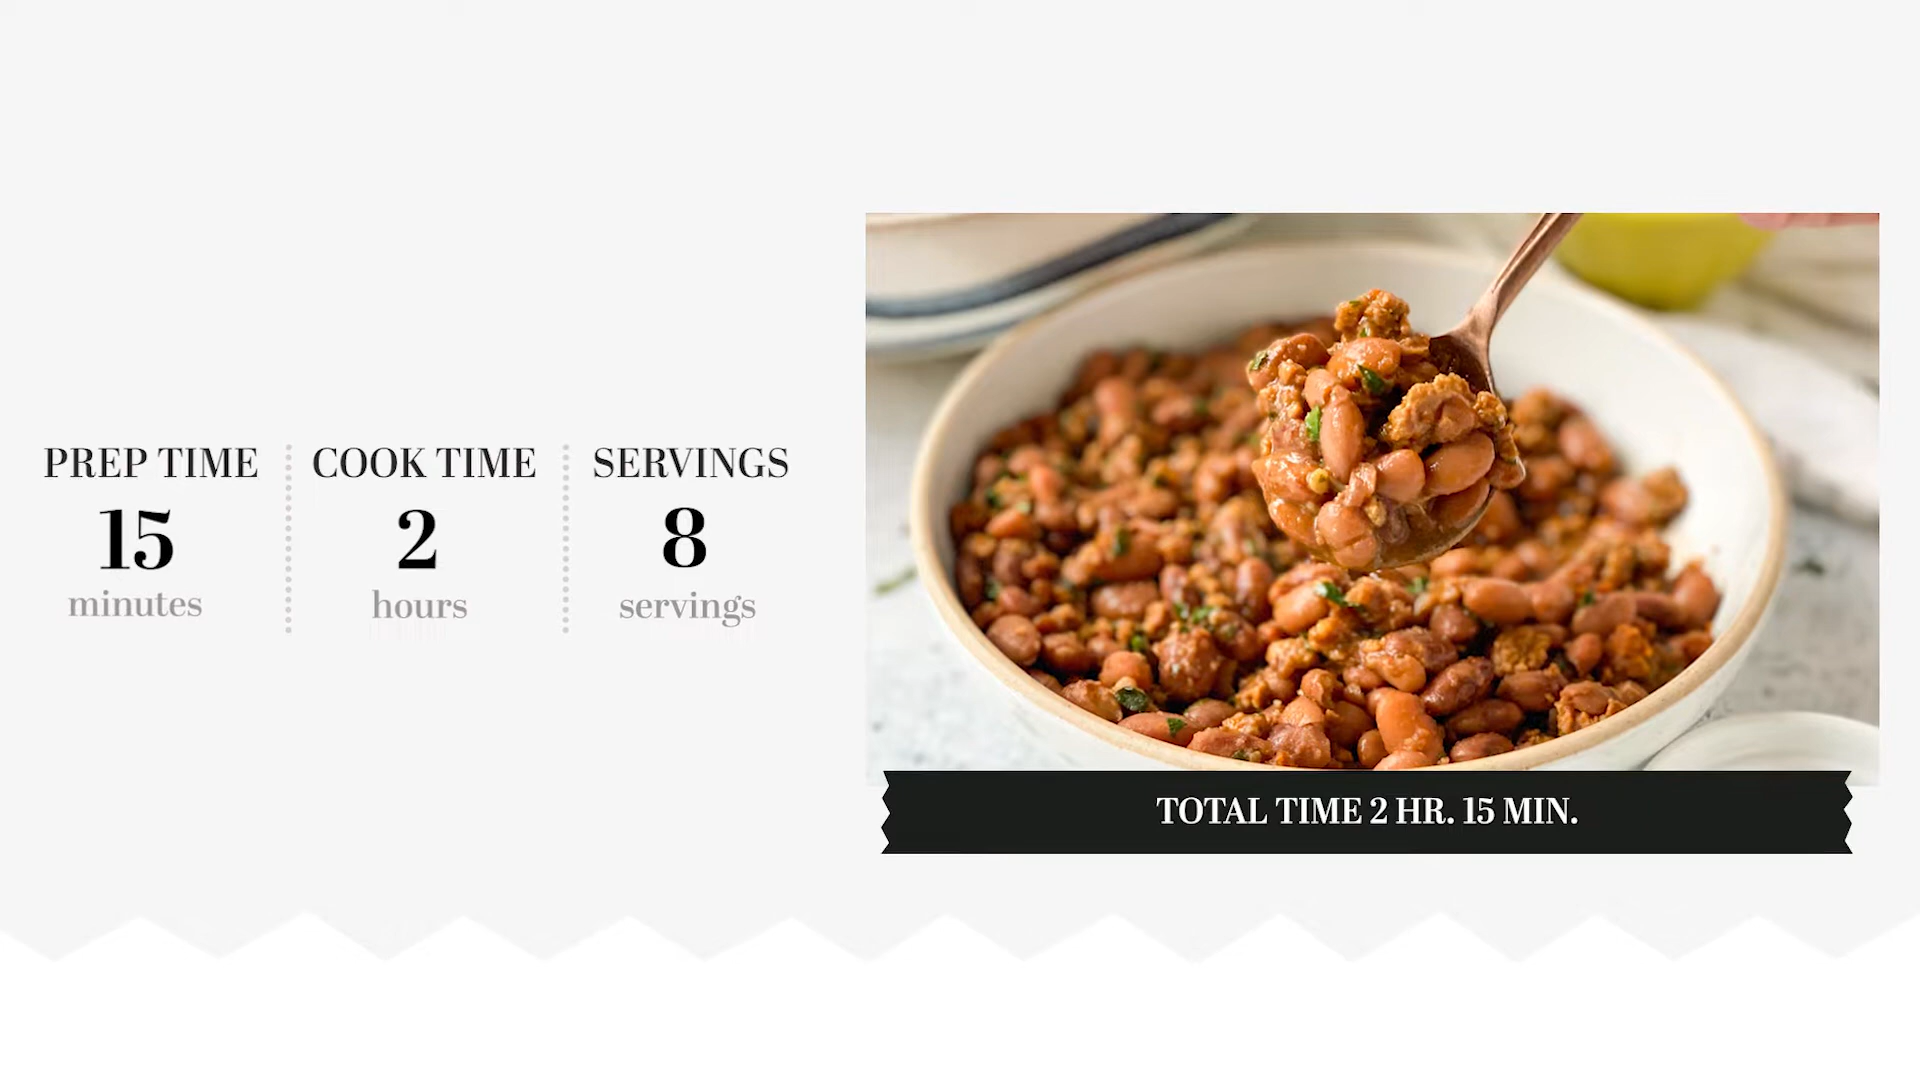 PREP TIME
15
minutes
COOK TIME
2
hours
SERVINGS
8
servings
TOTAL TIME 2 HR. 15 MIN.